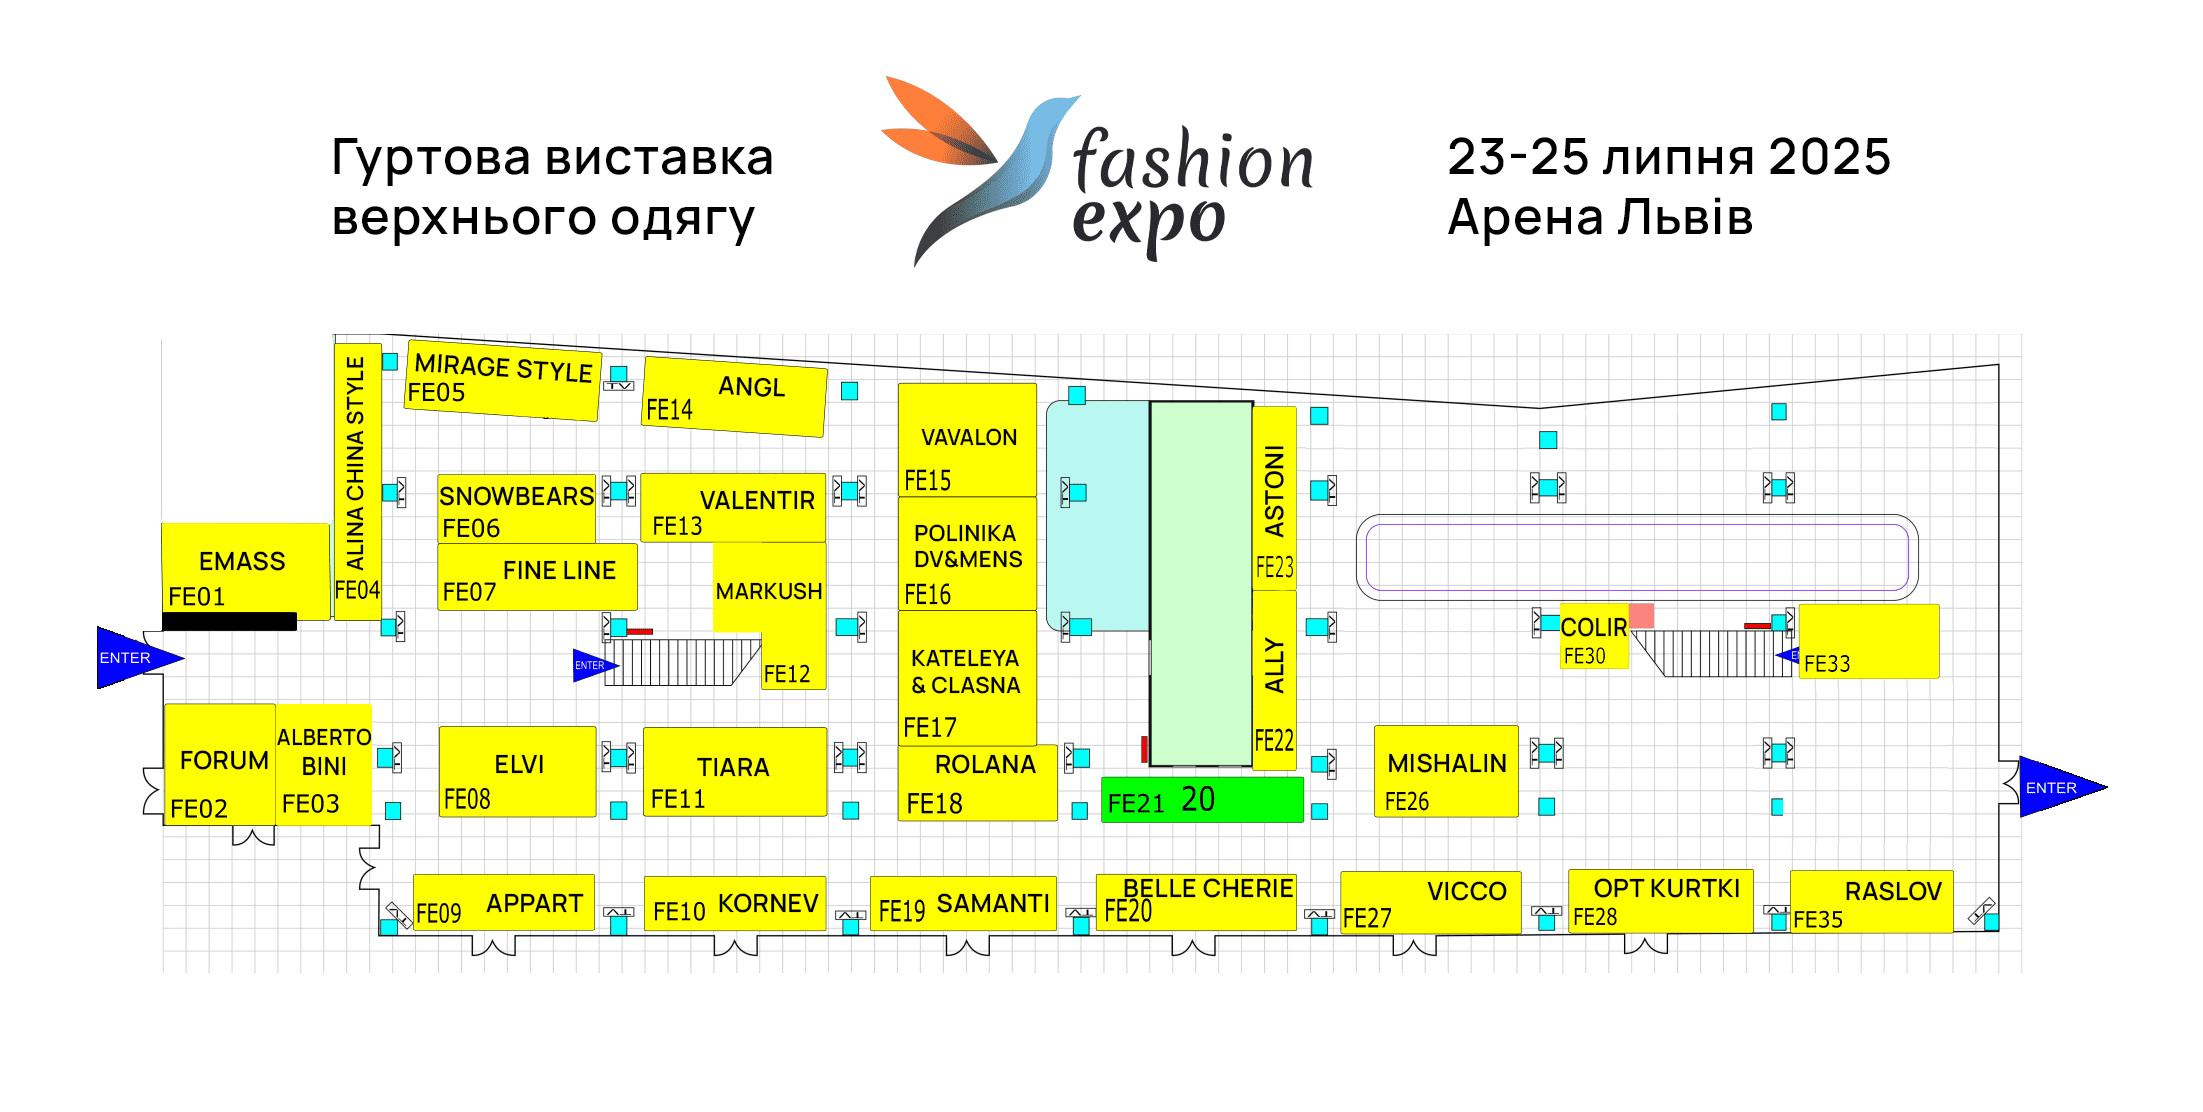 Гуртова виставка
верхнього одягу
fashion
expo
23-25 липня 2025
Арена Львів
ALINA CHINA STYLE
FE04
MIRAGE STYLE
FE05
TV
ANGL
FE14
VAVALON
FE15
ASTONI
FE23
SNOWBEARS
FE06
VALENTIR
FE13
POLINIKA
DV&MENS
FE16
EMASS
FE01
FINE LINE
FE07
MARKUSH
FE12
KATELEYA
& CLASNA
FE17
ALLY
FE22
COLIR
FE30
FE33
ENTER
ENTER
FORUM
FE02
ALBERTO
BINI
FE03
ELVI
FE08
TIARA
FE11
ROLANA
FE18
FE21 20
MISHALIN
FE26
ENTER
FE09 APPART
FE10 KORNEV
FE19 SAMANTI
BELLE CHERIE
FE20
VICCO
FE27
OPT KURTKI
FE28
RASLOV
FE35